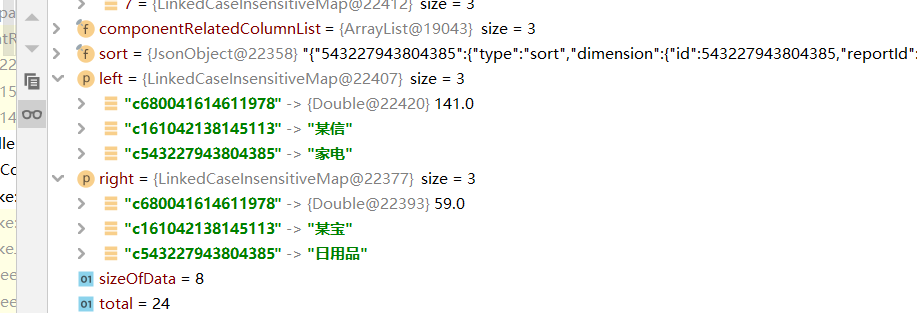 7 = {LinkedCaseInsensitiveMap@22412} size = 3
componentRelatedColumnList = {ArrayList@19043} size = 3
sort = {JsonObject@22358} "{"543227943804385":{"type":"sort","dimension":{"id":543227943804385,"reportId":
left = {LinkedCaseInsensitiveMap@22407} size = 3
"c680041614611978" -> {Double@22420} 141.0
"c161042138145113" -> "某信"
"c543227943804385" -> "家电"
right = {LinkedCaseInsensitiveMap@22377} size = 3
"c680041614611978" -> {Double@22393} 59.0
"c161042138145113" -> "某宝"
"c543227943804385" -> "日用品"
sizeOfData = 8
total = 24